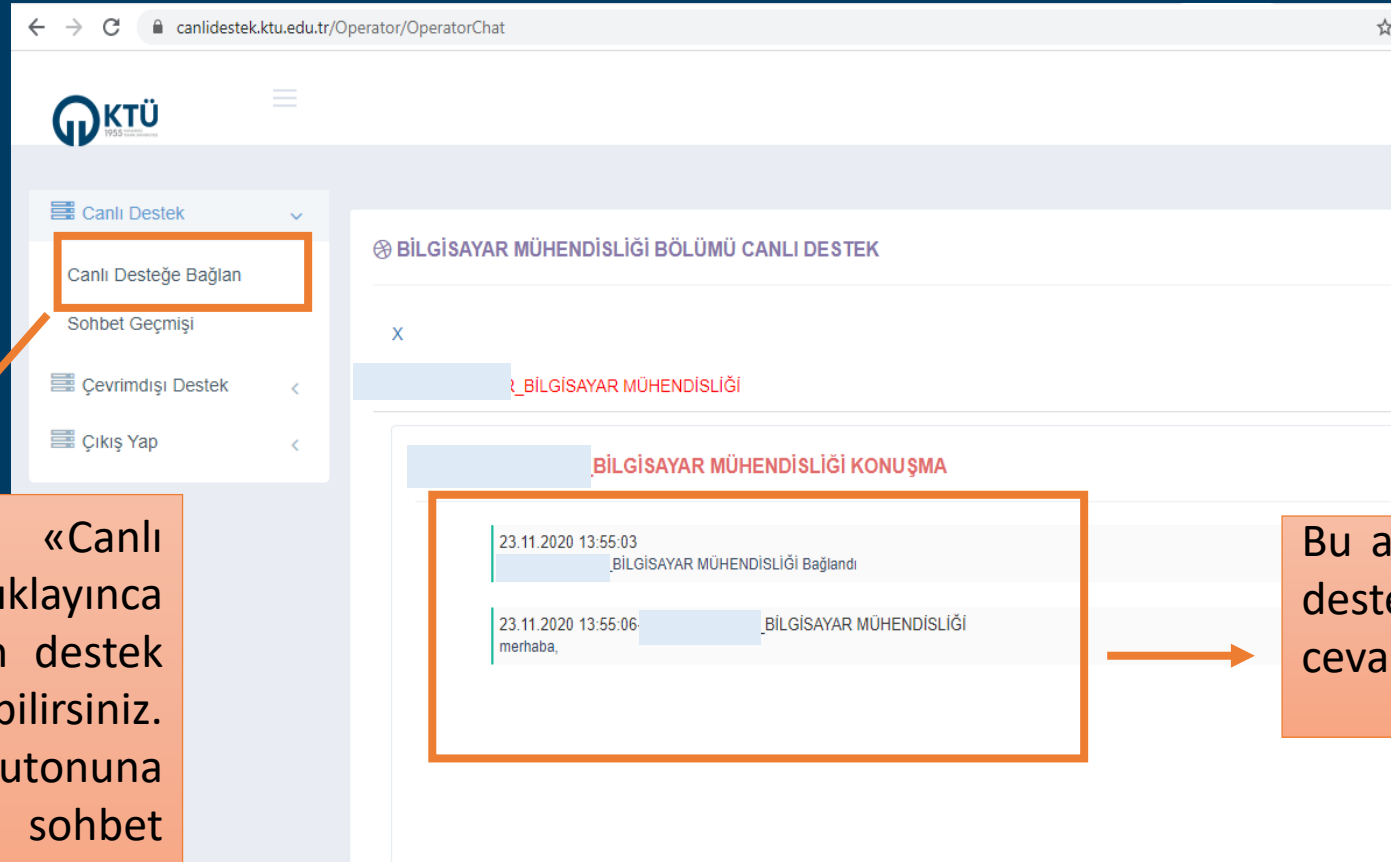 canlidestek.ktu.edu.tr/Operator/OperatorChat
KTÜ
1955
Canlı Destek
Canlı Desteğe Bağlan
Sohbet Geçmişi
Çevrimdışı Destek
Çıkış Yap
BİLGİSAYAR MÜHENDİSLİĞİ BÖLÜMÜ CANLI DESTEK
X
R_BİLGİSAYAR MÜHENDİSLİĞİ
_BİLGİSAYAR MÜHENDİSLİĞİ KONUŞMA
23.11.2020 13:55:03
_BİLGİSAYAR MÜHENDİSLİĞİ Bağlandı
23.11.2020 13:55:06- _BİLGİSAYAR MÜHENDİSLİĞİ
merhaba,
«Canlı
ıklayınca
destek
bilirsiniz.
utonuna
sohbet
Bu a
deste
ceva